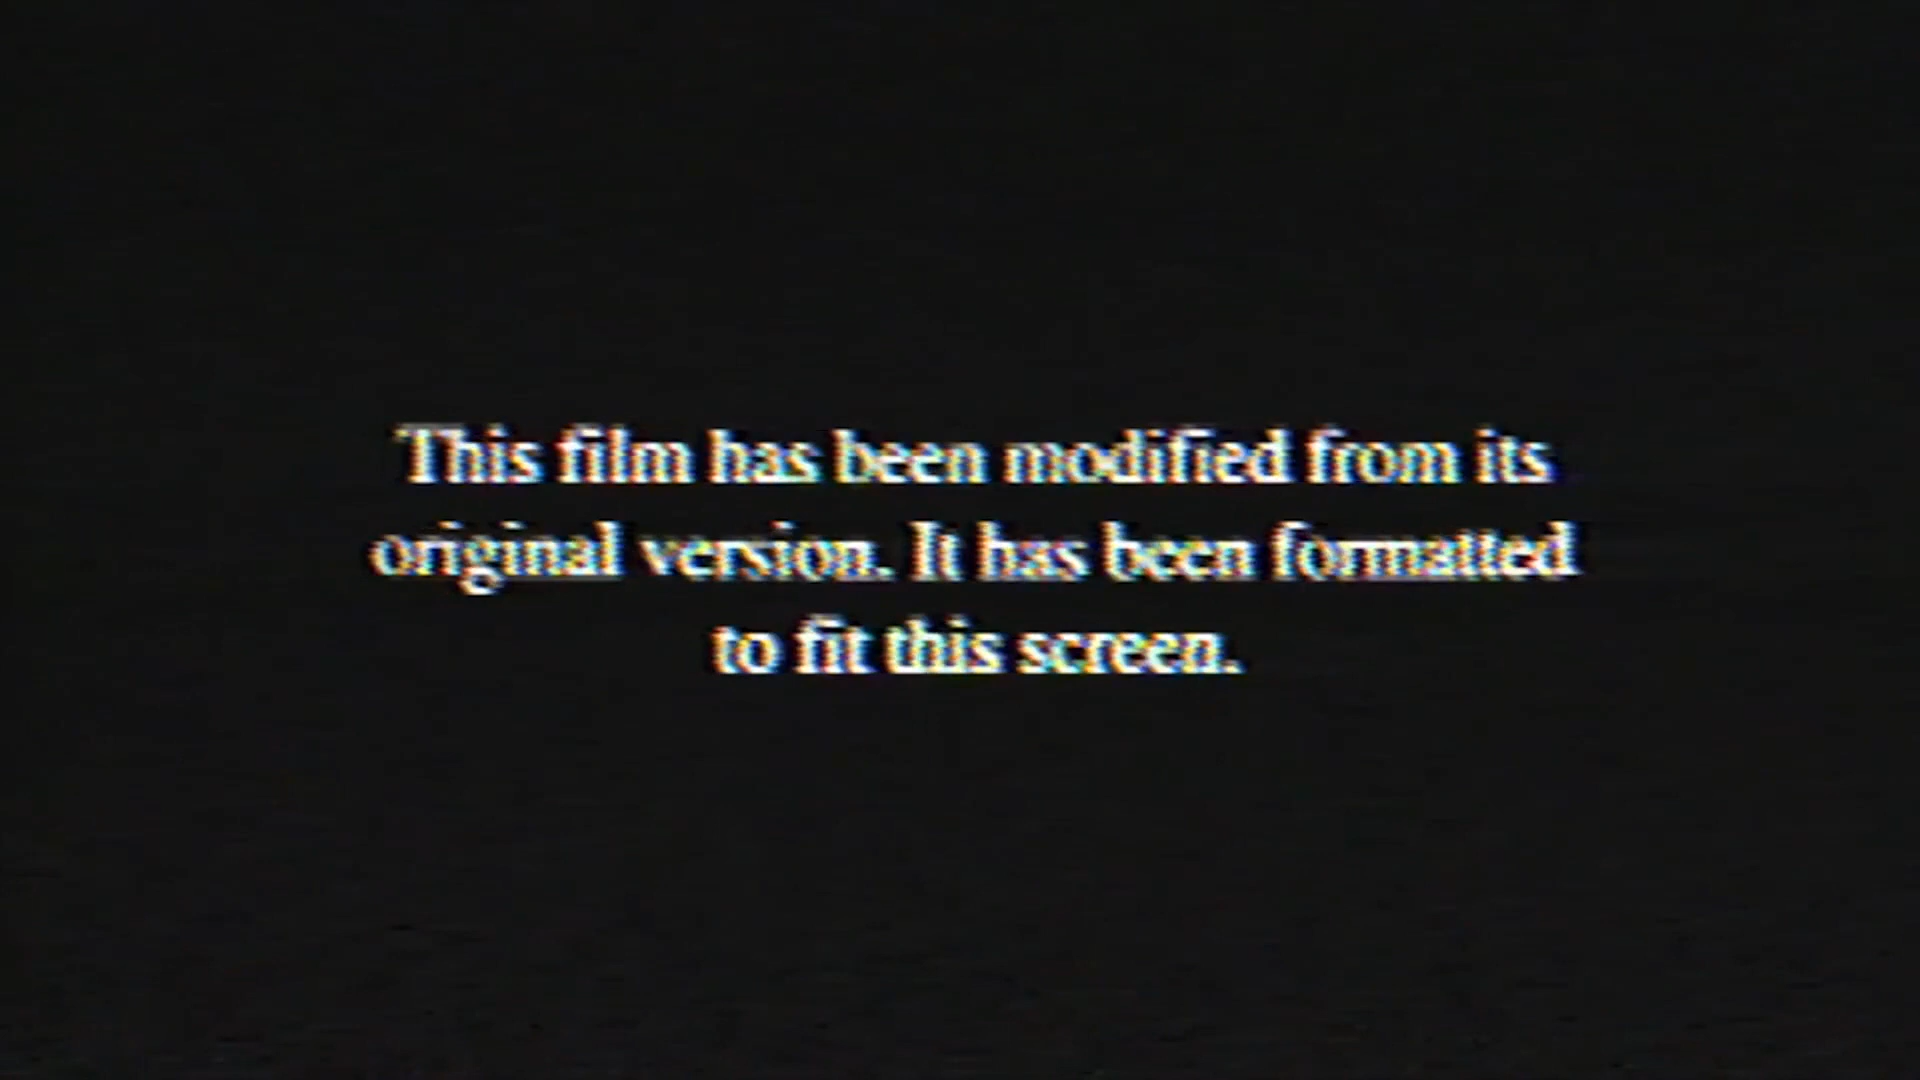 This film has been modified from its
original version. It has been formatted
to fit this screen.